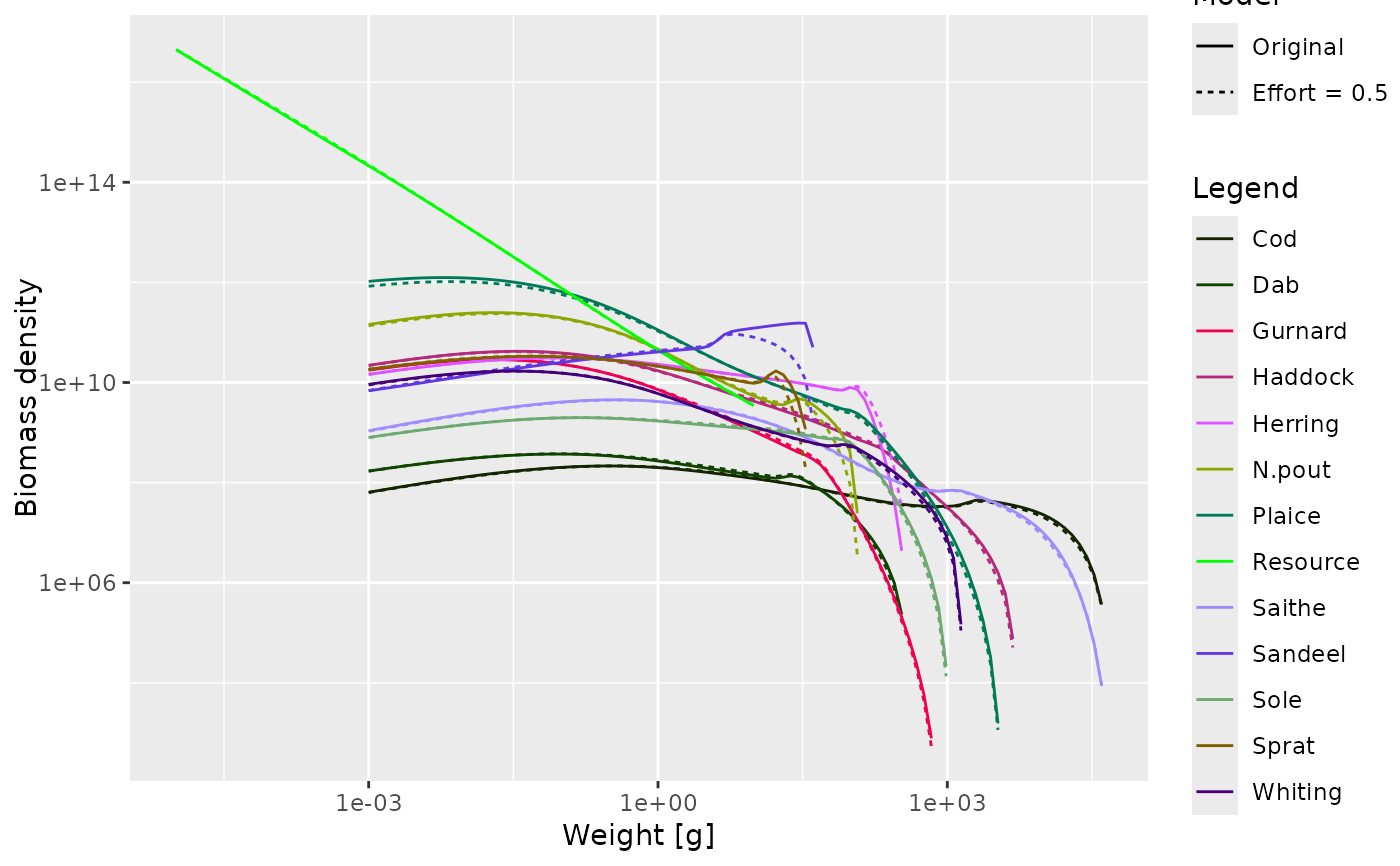 Model
Original
Effort = 0.5
Legend
Cod
Dab
Gurnard
Haddock
Herring
N.pout
Plaice
Resource
Saithe
Sandeel
Sole
Sprat
Whiting
Biomass density
1e+14
1e+10
1e+06
1e-03
1e+00
1e+03
Weight [g]